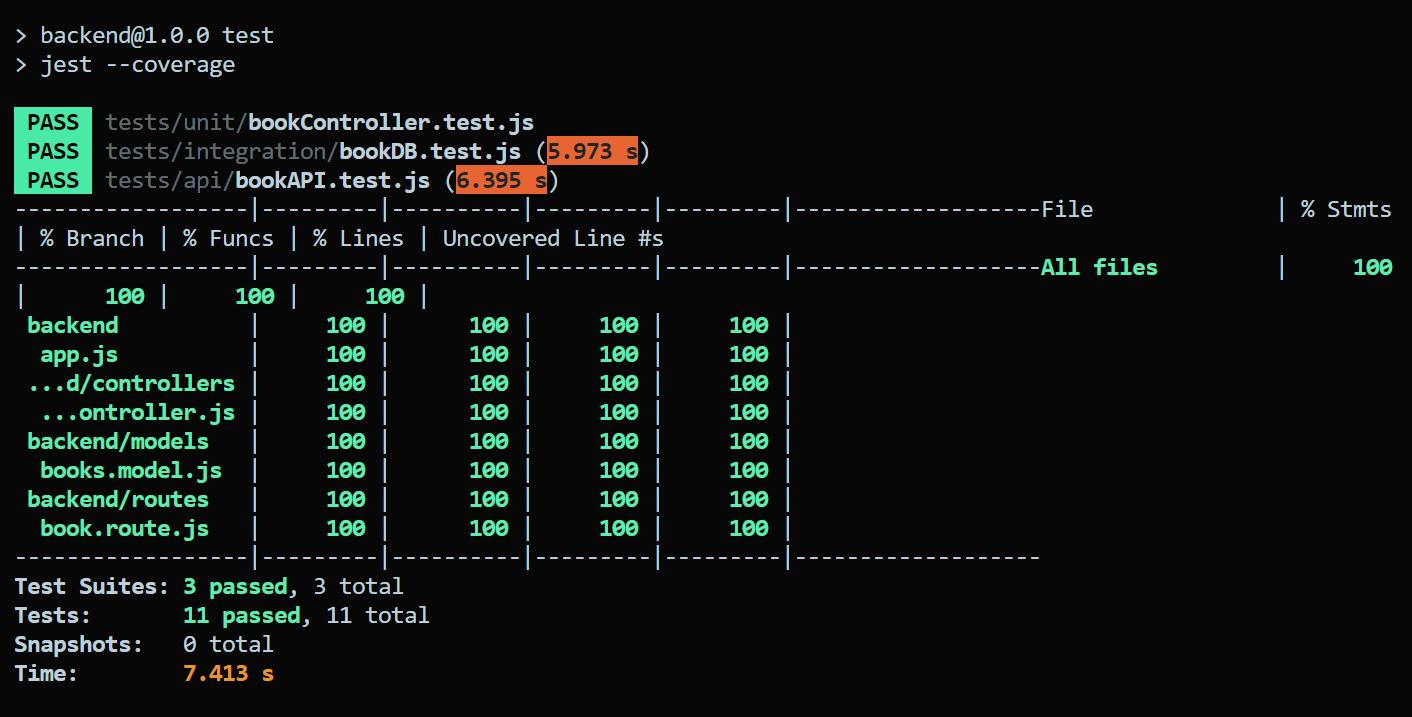 > backend@1.0.0 test
> jest --coverage
PASS tests/unit/bookController.test.js
PASS tests/integration/bookDB.test.js (5.973 s)
PASS tests/api/bookAPI.test.js (6.395 s)
------------------|---------|----------|---------|---------|-------------------File              | % Stmts
| % Branch | % Funcs | % Lines | Uncovered Line #s
------------------|---------|----------|---------|---------|-------------------All files         |     100
|      100 |     100 |     100 |
 backend          |     100 |      100 |     100 |     100 |
  app.js          |     100 |      100 |     100 |     100 |
 ...d/controllers |     100 |      100 |     100 |     100 |
  ...ontroller.js |     100 |      100 |     100 |     100 |
 backend/models   |     100 |      100 |     100 |     100 |
  books.model.js  |     100 |      100 |     100 |     100 |
 backend/routes   |     100 |      100 |     100 |     100 |
  book.route.js   |     100 |      100 |     100 |     100 |
------------------|---------|----------|---------|---------|-------------------
Test Suites: 3 passed, 3 total
Tests:       11 passed, 11 total
Snapshots:   0 total
Time:        7.413 s